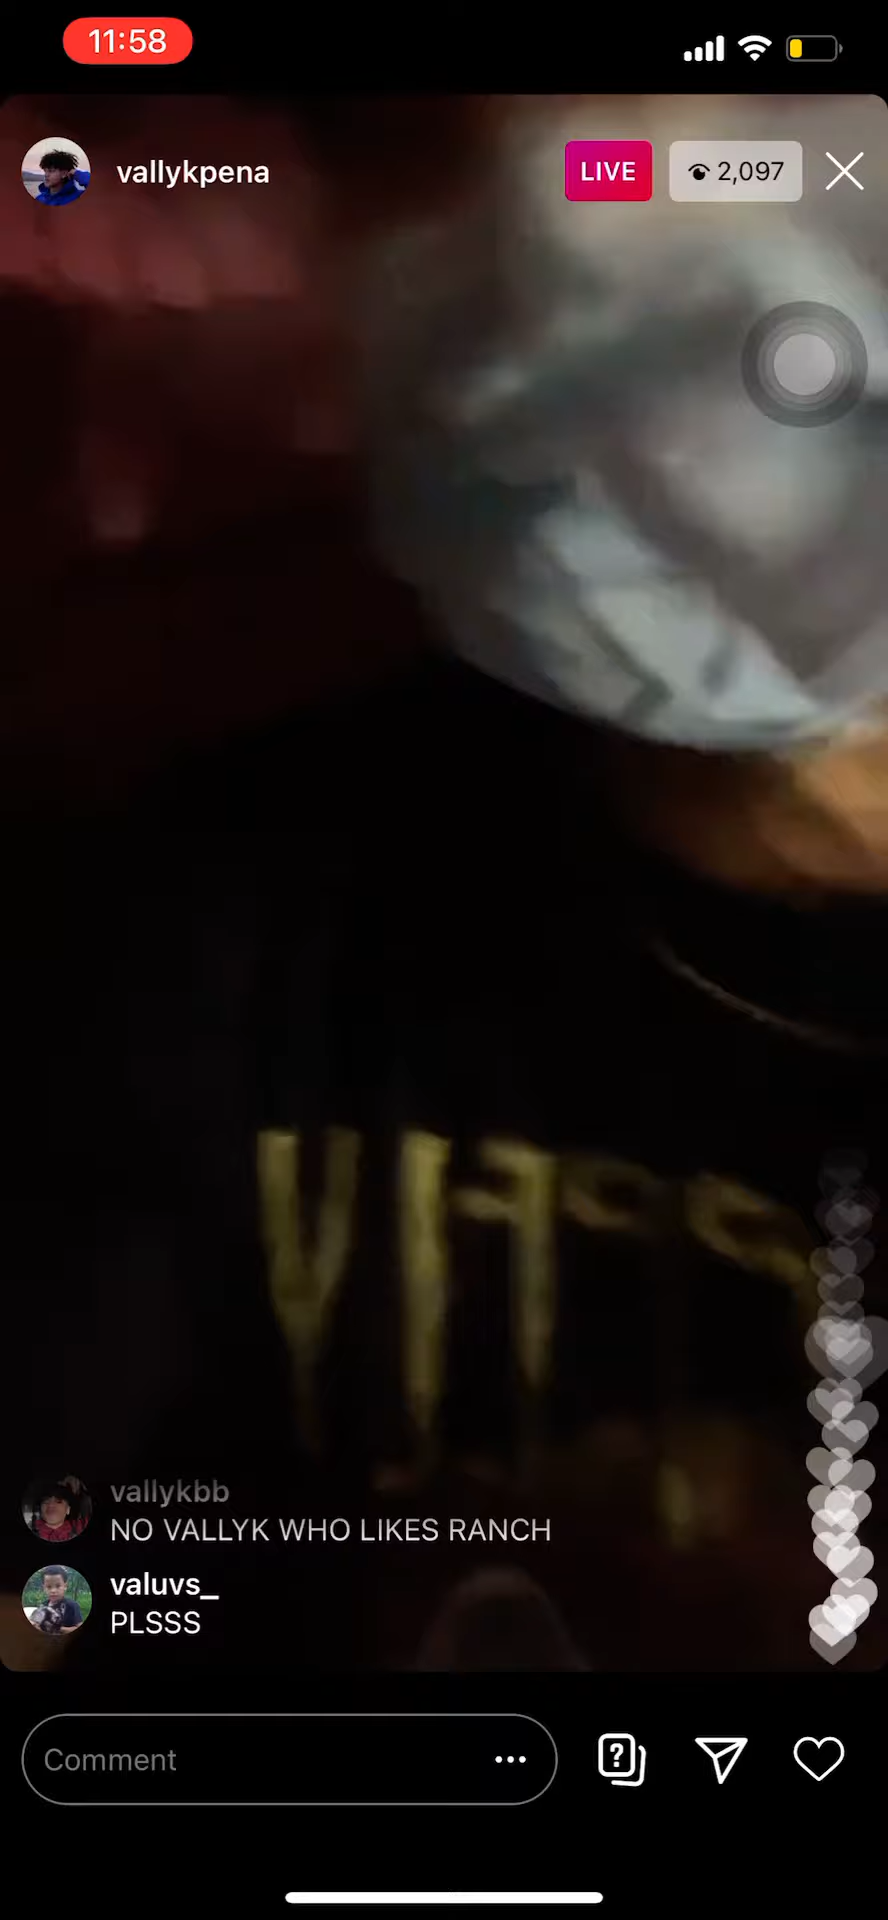 11:58
vallykpena
LIVE
2,097
vallykbb
NO VALLYK WHO LIKES RANCH
valuvs_
PLSSS
Comment